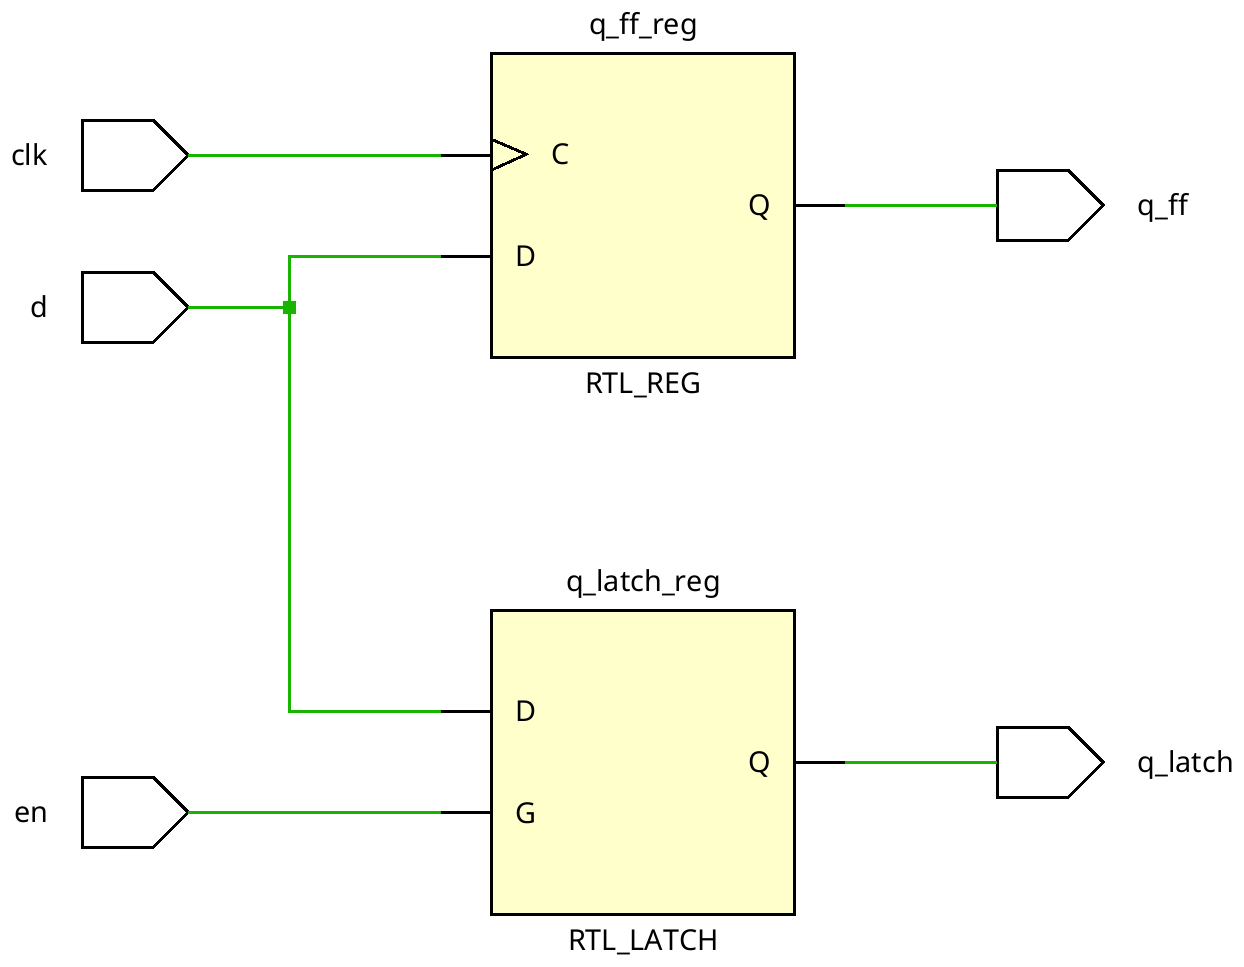 q_ff_reg
clk
C
Q
q_ff
D
d
RTL_REG
q_latch_reg
D
Q
q_latch
en
G
RTL_LATCH